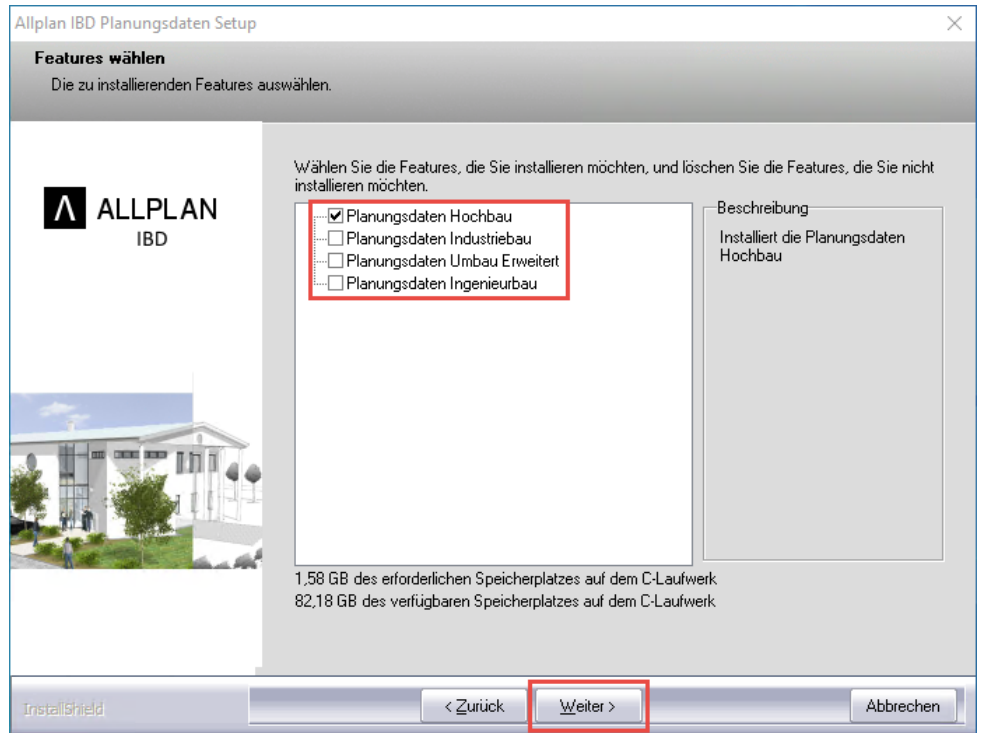 Allplan IBD Planungsdaten Setup
Features wählen
Die zu installierenden Features auswählen.
Wählen Sie die Features, die Sie installieren möchten, und löschen Sie die Features, die Sie nicht
installieren möchten.
ALLPLAN
IBD
Planungsdaten Hochbau
Planungsdaten Industriebau
Planungsdaten Umbau Erweitert
Planungsdaten Ingenieurbau
Beschreibung
Installiert die Planungsdaten
Hochbau
1,58 GB des erforderlichen Speicherplatzes auf dem C-Laufwerk
82,18 GB des verfügbaren Speicherplatzes auf dem C-Laufwerk
InstallShield
< Zurück
Weiter >
Abbrechen